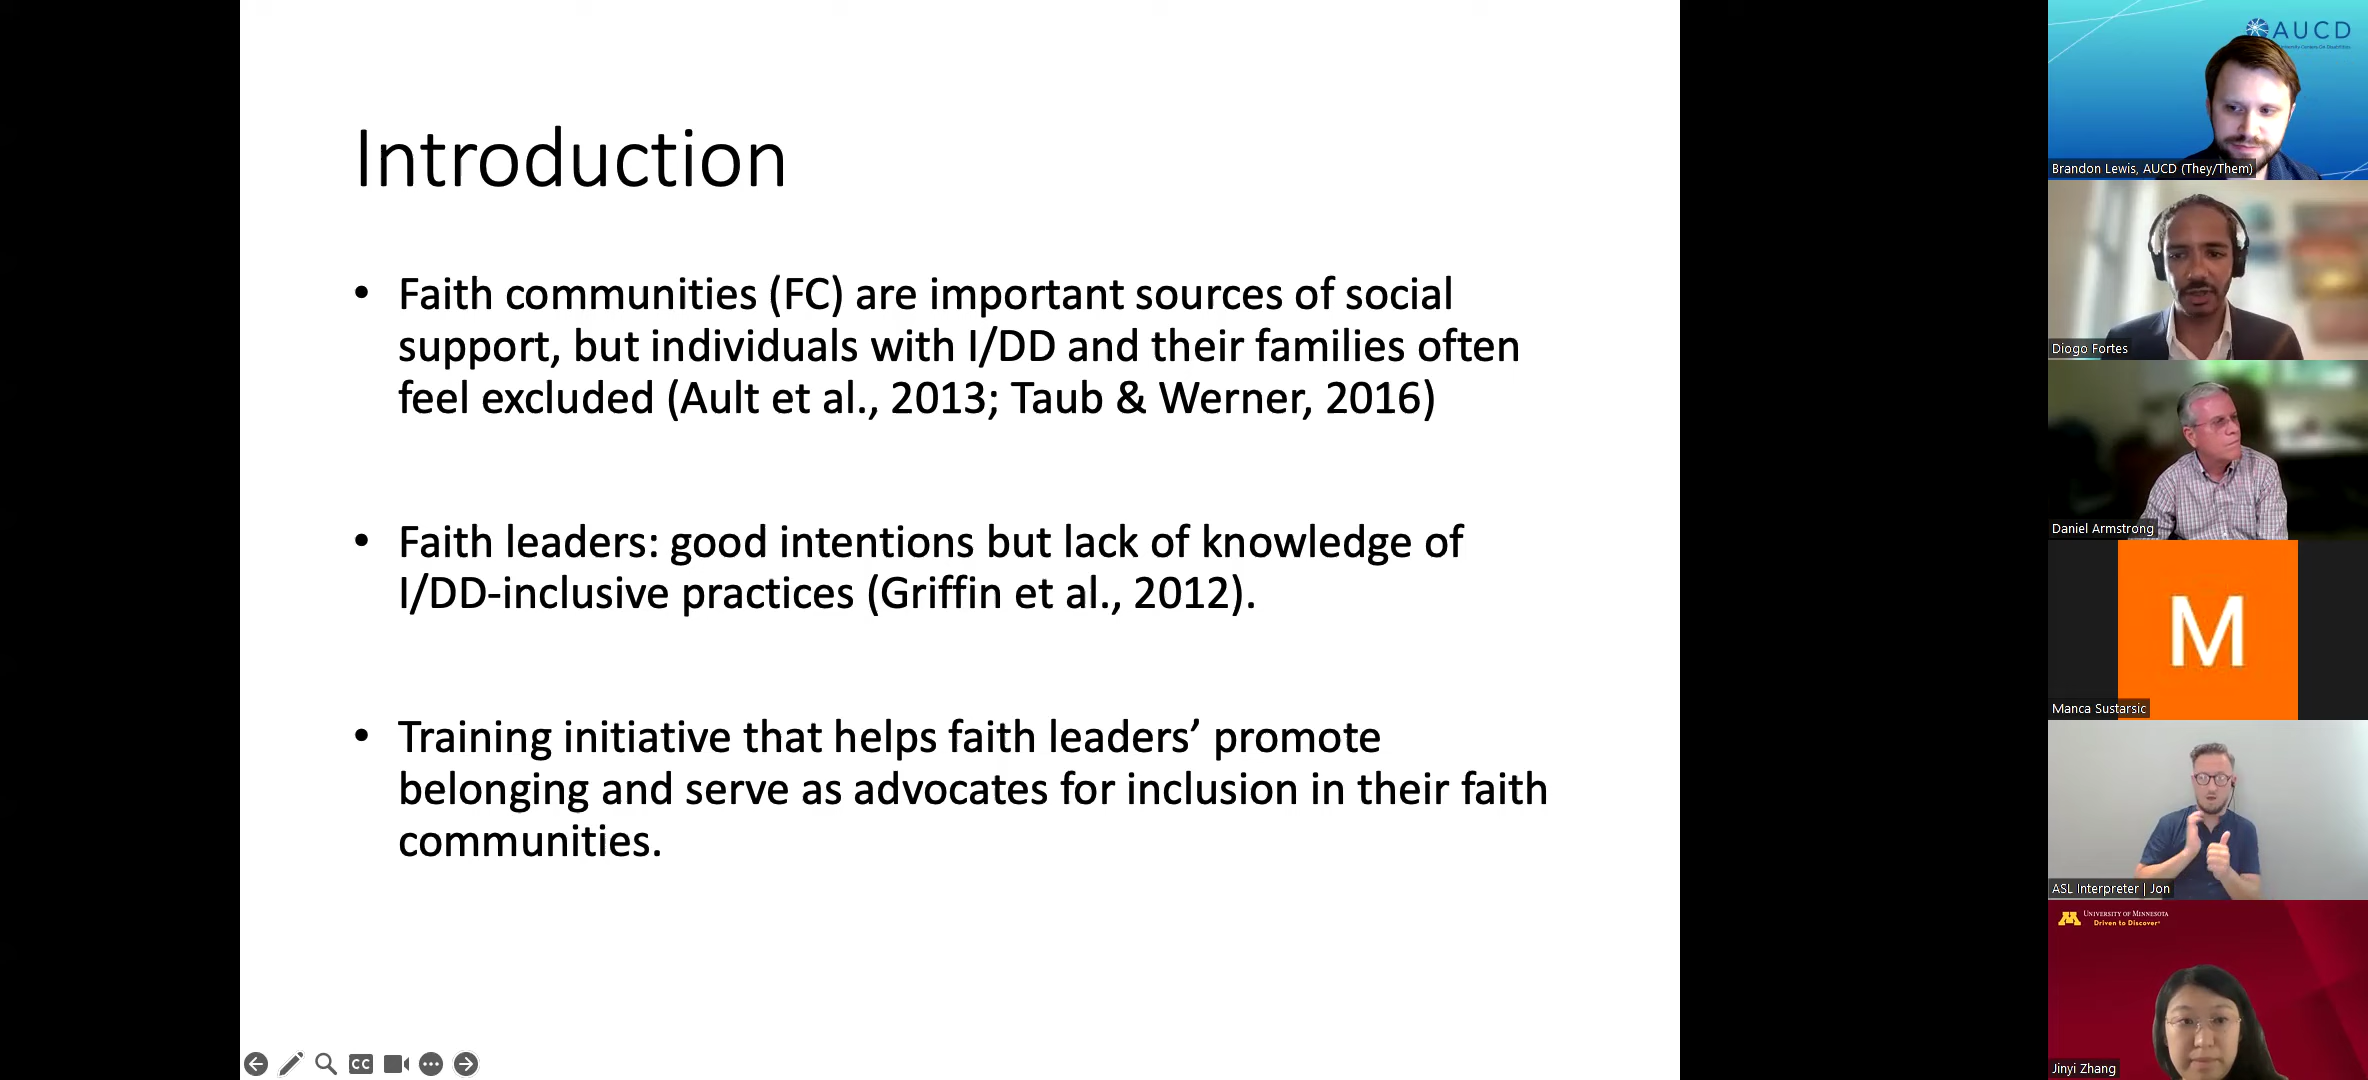 Introduction
• Faith communities (FC) are important sources of social
support, but individuals with I/DD and their families often
feel excluded (Ault et al., 2013; Taub & Werner, 2016)
• Faith leaders: good intentions but lack of knowledge of
I/DD-inclusive practices (Griffin et al., 2012).
• Training initiative that helps faith leaders’ promote
belonging and serve as advocates for inclusion in their faith
communities.
CC
AUCD
Brandon Lewis, AUCD (They/Them)
Diogo Fortes
Daniel Armstrong
M
Manca Sustarsic
ASL Interpreter | Jon
M
UNIVERSITY OF MINNESOTA
Driven to Discover
Jinyi Zhang